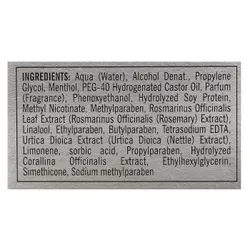 INGREDIENTS: Aqua (Water), Alcohol Denat., Propylene
Glycol, Menthol, PEG-40 Hydrogenated Castor Oil, Parfum
(Fragrance), Phenoxyethanol, Hydrolyzed Soy Protein,
Methyl Nicotinate, Methylparaben, Rosmarinus Officinalis
Leaf Extract (Rosmarinus Officinalis (Rosemary) Extract),
Linalool, Ethylparaben, Butylparaben, Tetrasodium EDTA,
Urtica Dioica Extract (Urtica Dioica (Nettle) Extract),
Limonene, sorbic acid, Propylparaben, Hydrolyzed
Corallina Officinalis Extract, Ethylhexylglycerin,
Simethicone, Sodium methylparaben